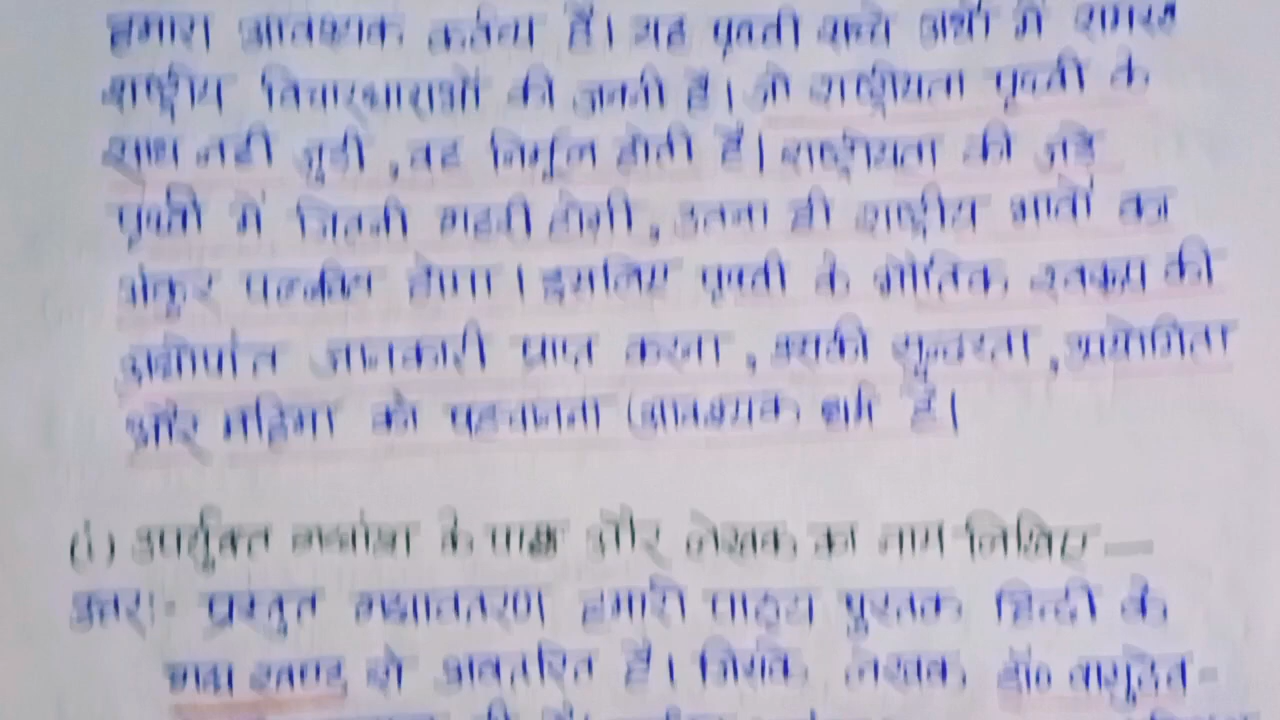 हमारा आवश्यक कर्तव्य है। यह पृथ्वी सच्चे अर्थों में समस्त
राष्ट्रीय विचारधाराओं की जननी है। जो राष्ट्रीयता पृथ्वी के
साथ नही जुडी , वह निर्मूल होती है। राष्ट्रीयता की जड़े
पृथ्वी में जितनी गहरी होगी , उतना ही राष्ट्रीय भावों का
अंकुर पल्लवित होगा । इसलिए पृथ्वी के भौतिक स्वरूप की
आद्योपांत जानकारी प्राप्त करना , उसकी सुन्दरता , उपयोगिता
और महिमा को पहचानना आवश्यक धर्म है।
(i) उपर्युक्त गद्यांश के पाठ और लेखक का नाम लिखिए —
उत्तर:- प्रस्तुत गद्यावतरण हमारी पाठ्य पुस्तक हिन्दी के
गद्य खण्ड से अवतरित है। जिसके लेखक डॉ० वासुदेव-